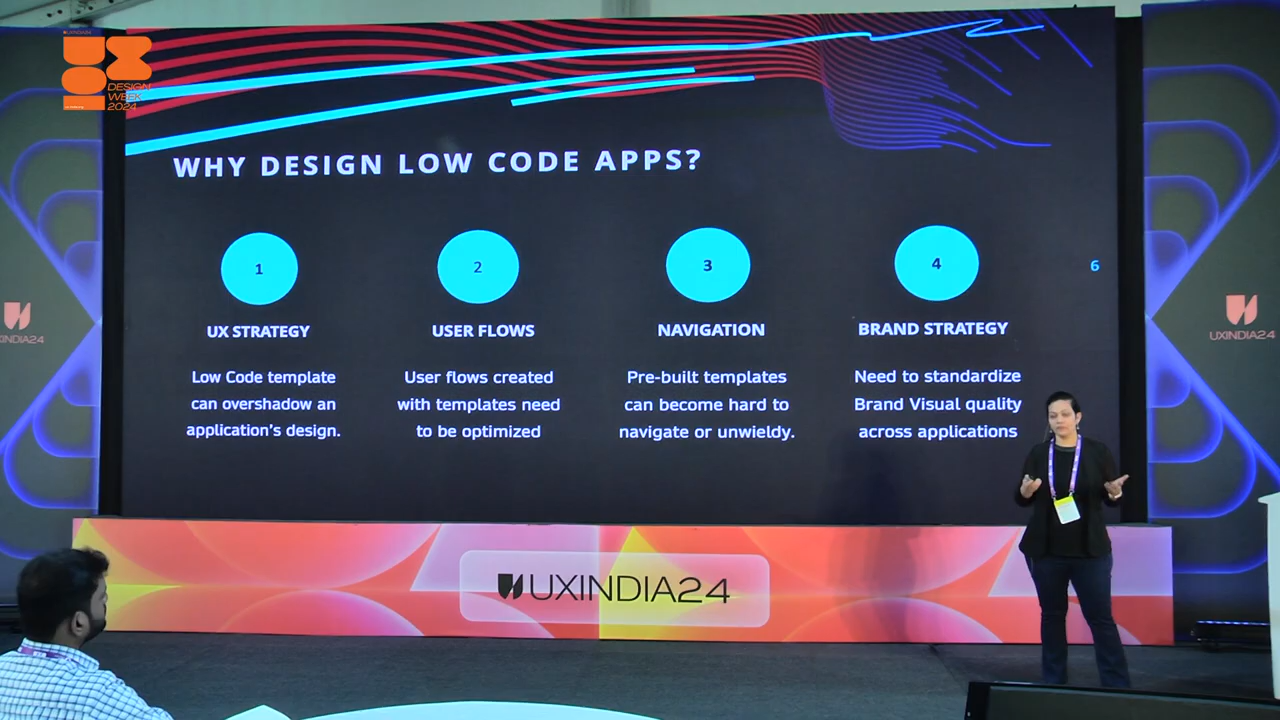 DESIGN
WEEK
2024
WHY DESIGN LOW CODE APPS?
1
2
3
4
6
UX STRATEGY
USER FLOWS
NAVIGATION
BRAND STRATEGY
Low Code template
can overshadow an
application's design.
User flows created
with templates need
to be optimized
Pre-built templates
can become hard to
navigate or unwieldy.
Need to standardize
Brand Visual quality
across applications
UXINDIA24
UXINDIA24
UXINDIA24